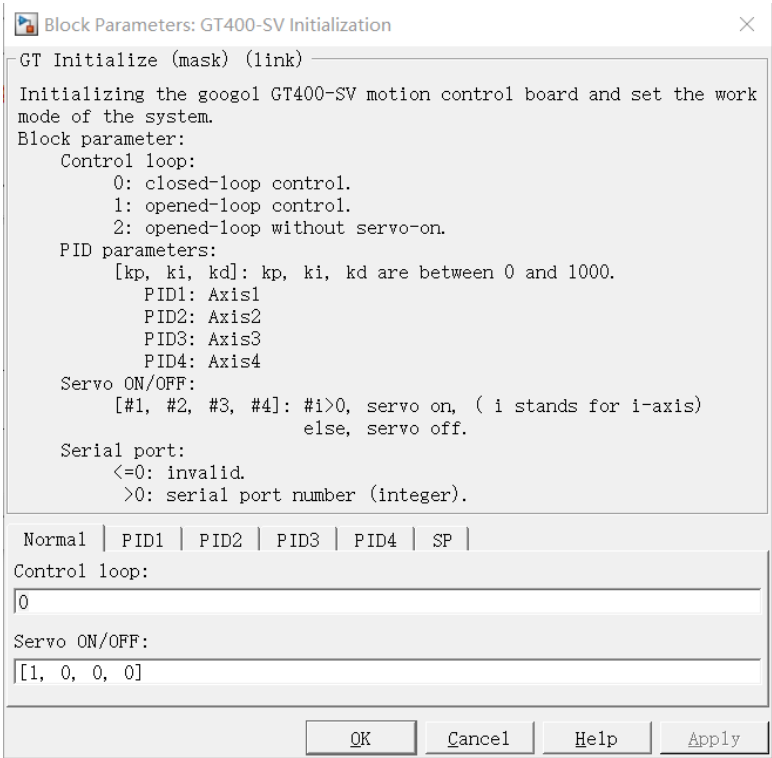 Block Parameters: GT400-SV Initialization
GT Initialize (mask) (link)
Initializing the googol GT400-SV motion control board and set the work
mode of the system.
Block parameter:
Control loop:
0: closed-loop control.
1: opened-loop control.
2: opened-loop without servo-on.
PID parameters:
[kp, ki, kd]: kp, ki, kd are between 0 and 1000.
PID1: Axis1
PID2: Axis2
PID3: Axis3
PID4: Axis4
Servo ON/OFF:
[#1, #2, #3, #4]: #i>0, servo on, ( i stands for i-axis)
else, servo off.
Serial port:
<=0: invalid.
>0: serial port number (integer).
Normal PID1 PID2 PID3 PID4 SP
Control loop:
0
Servo ON/OFF:
[1, 0, 0, 0]
OK Cancel Help Apply